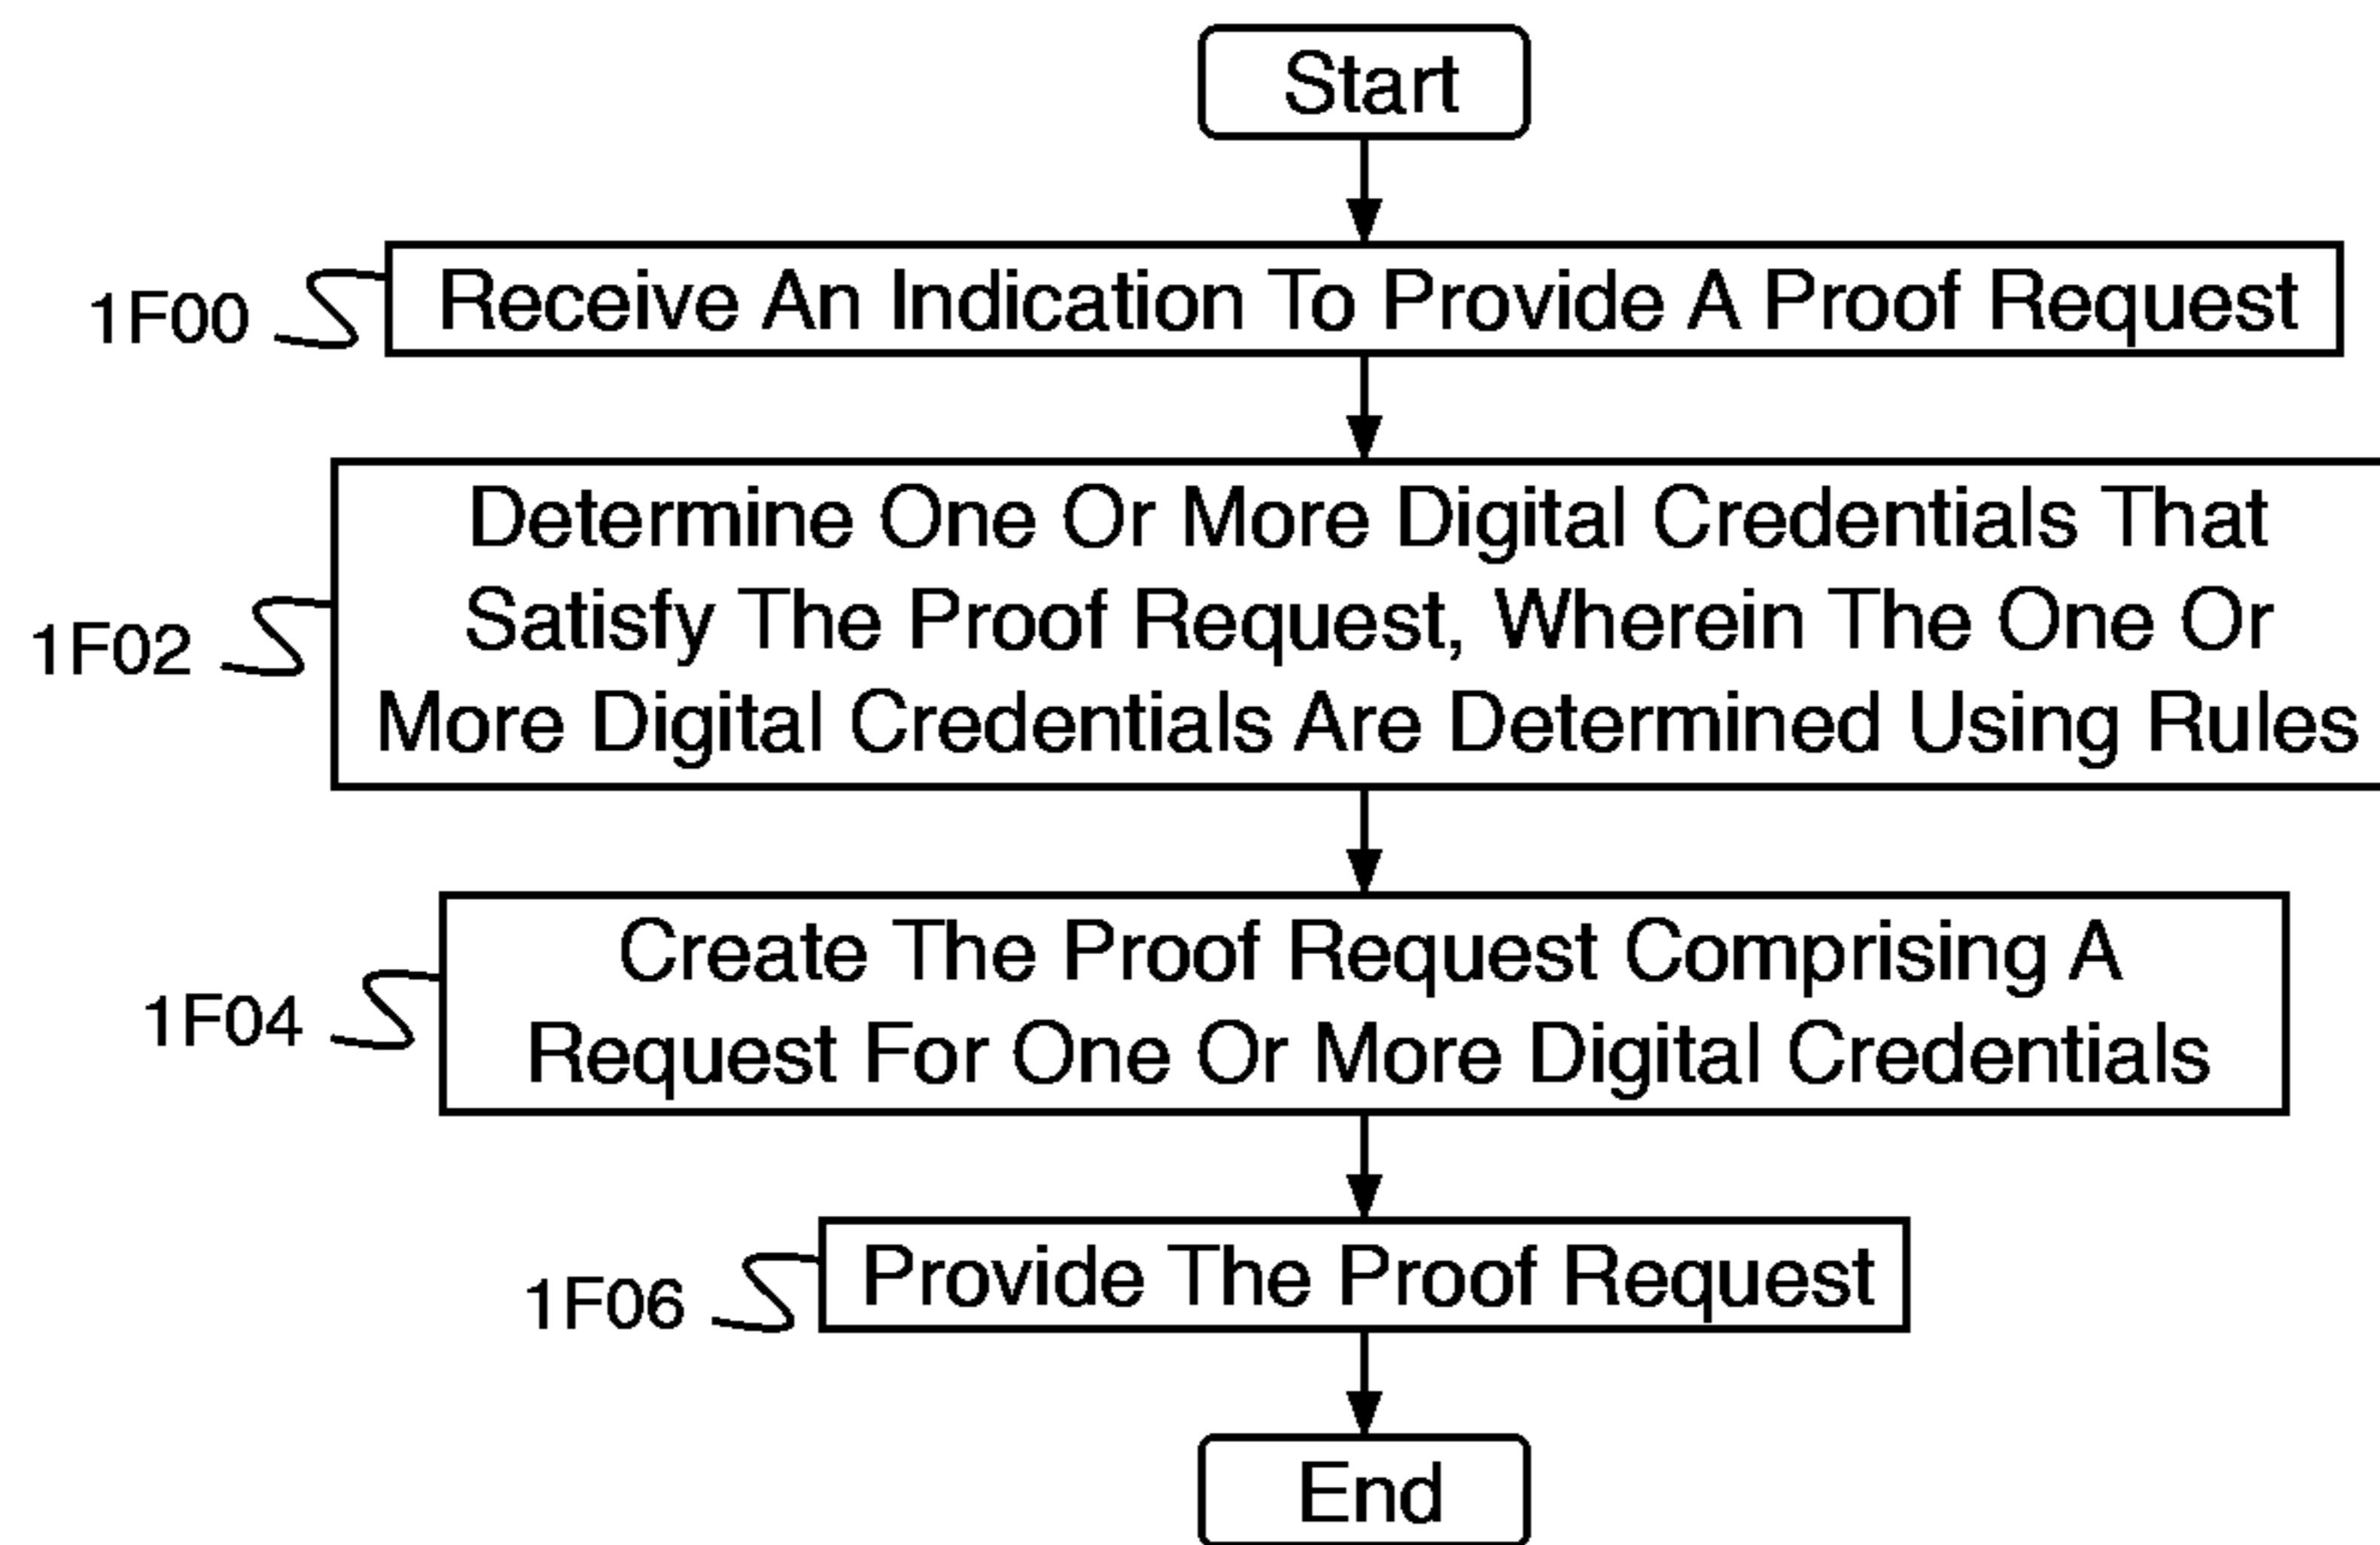 Start
1F00
Receive An Indication To Provide A Proof Request
Determine One Or More Digital Credentials That
Satisfy The Proof Request, Wherein The One Or
1F02
More Digital Credentials Are Determined Using Rules
Create The Proof Request Comprising A
1F04
Request For One Or More Digital Credentials
1F06
Provide The Proof Request
End